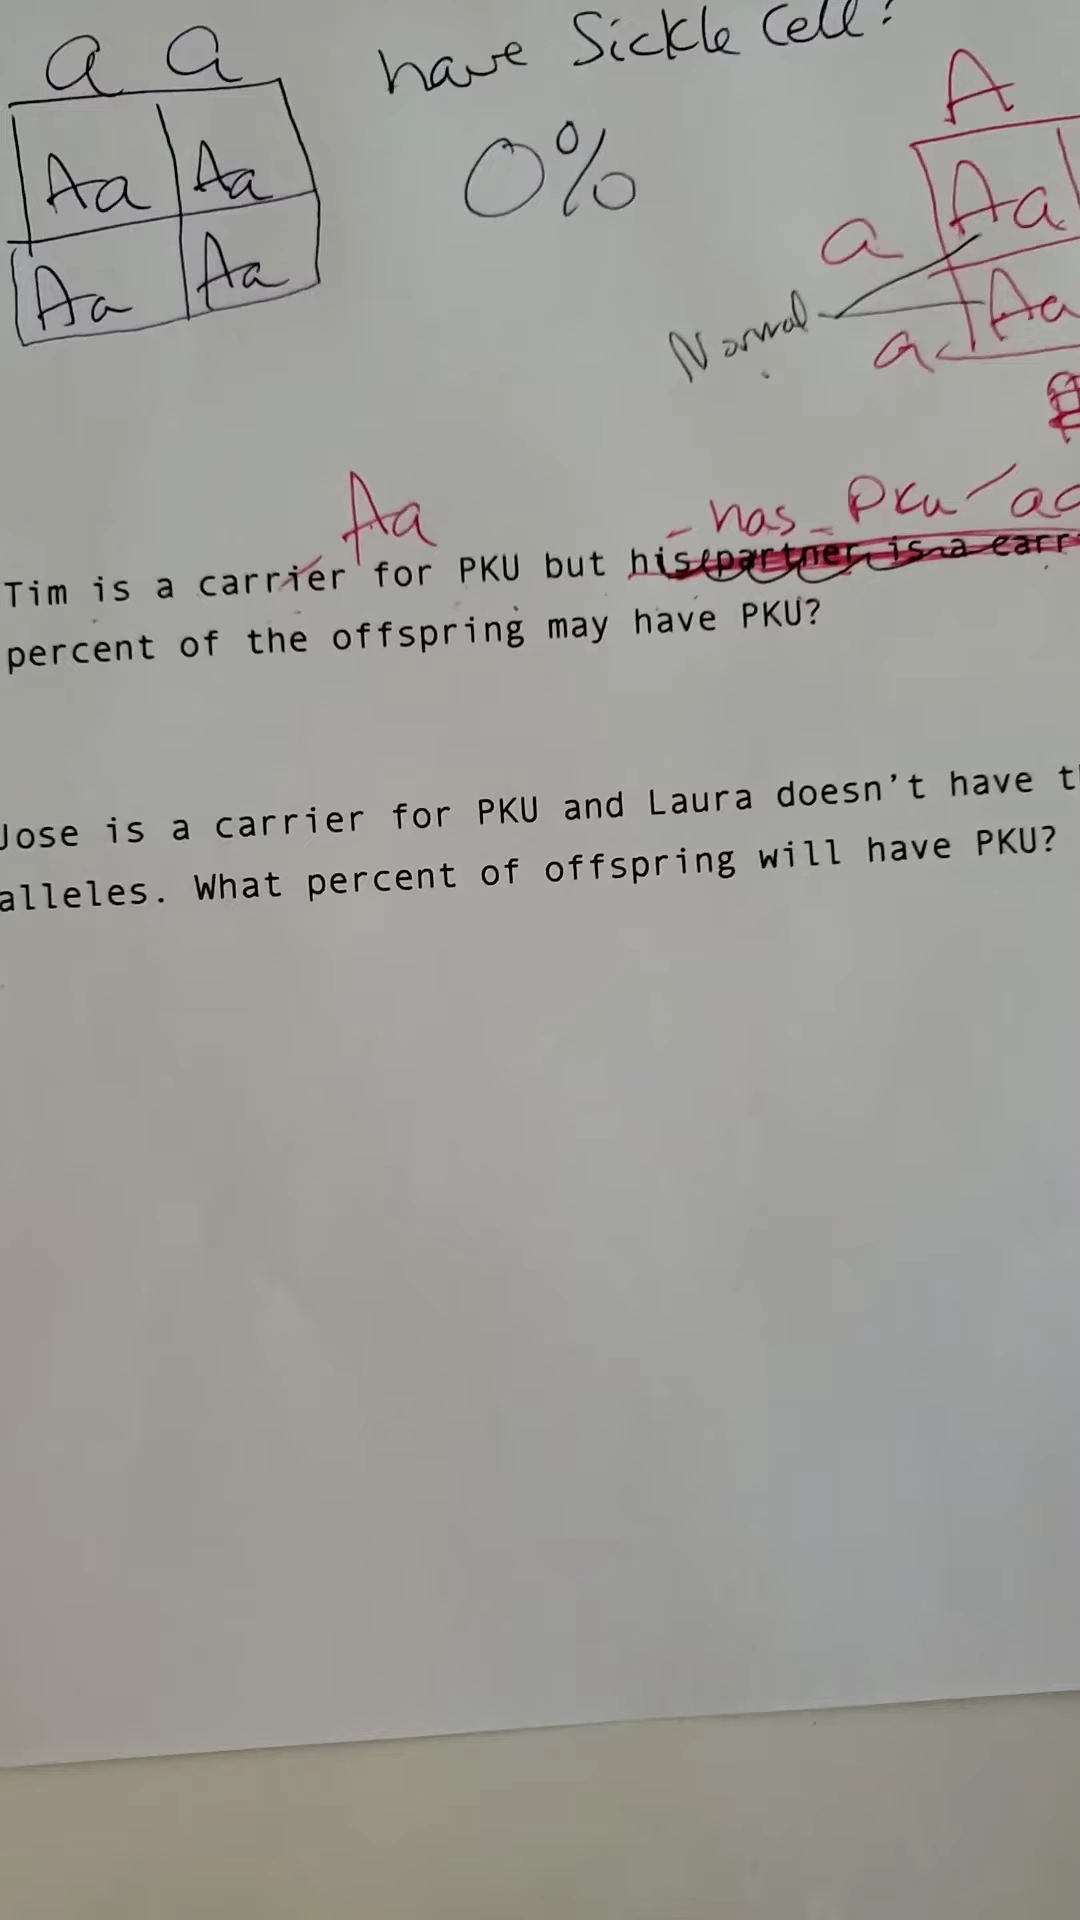 a a have Sickle Cell?
A
Aa Aa 0% Aa
a
Aa Aa Aa
Normal a
Aa - has - PKU
Tim is a carrier for PKU but his partner is a carr
percent of the offspring may have PKU?
Jose is a carrier for PKU and Laura doesn't have
alleles. What percent of offspring will have PKU?